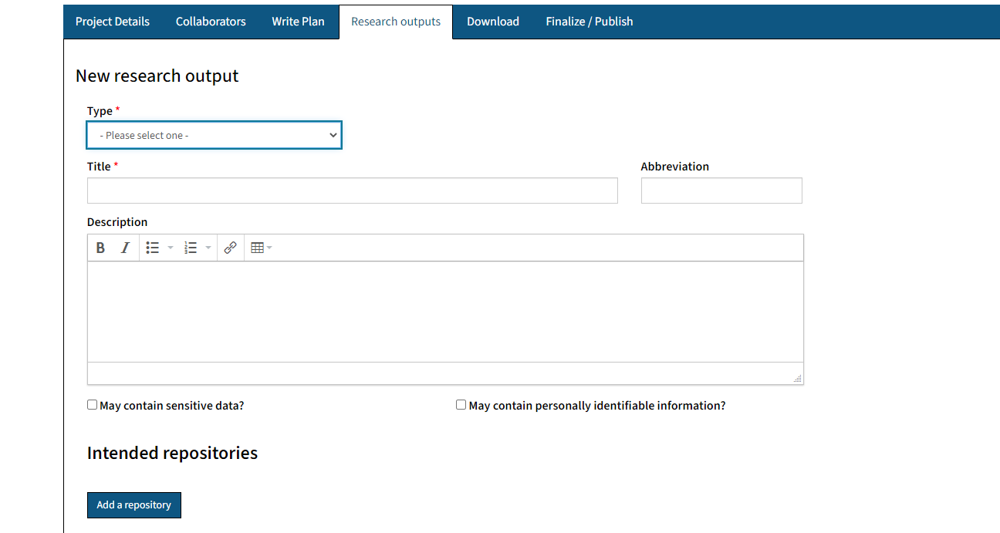 Project Details Collaborators Write Plan Research outputs Download Finalize / Publish
New research output
Type *
- Please select one -
Title * Abbreviation
Description
B I
May contain sensitive data? May contain personally identifiable information?
Intended repositories
Add a repository